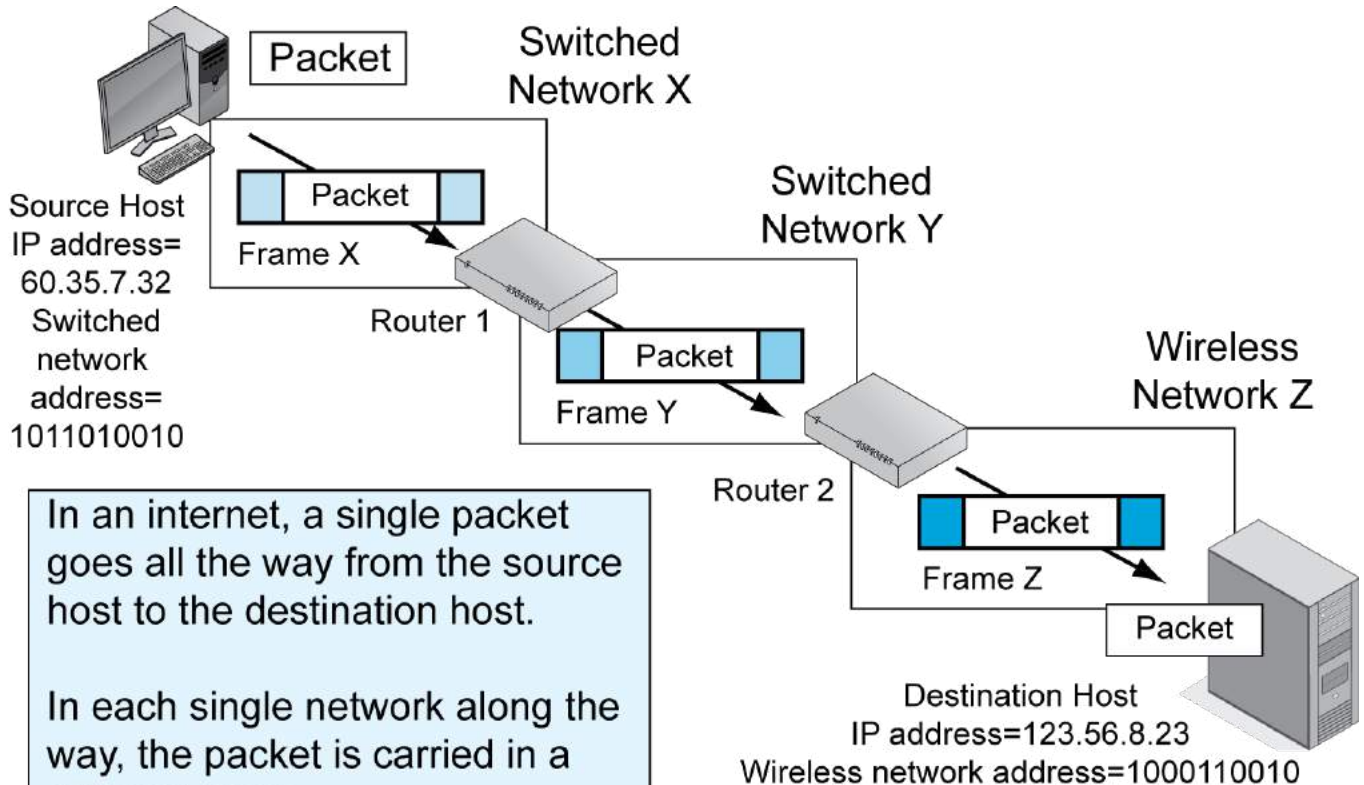 Packet
Switched
Network X
Packet
Frame X
Source Host
IP address=
60.35.7.32
Switched
network
address=
1011010010
Router 1
Switched
Network Y
Packet
Frame Y
Router 2
Wireless
Network Z
Packet
Frame Z
Packet
Destination Host
IP address=123.56.8.23
Wireless network address=1000110010
In an internet, a single packet
goes all the way from the source
host to the destination host.
In each single network along the
way, the packet is carried in a